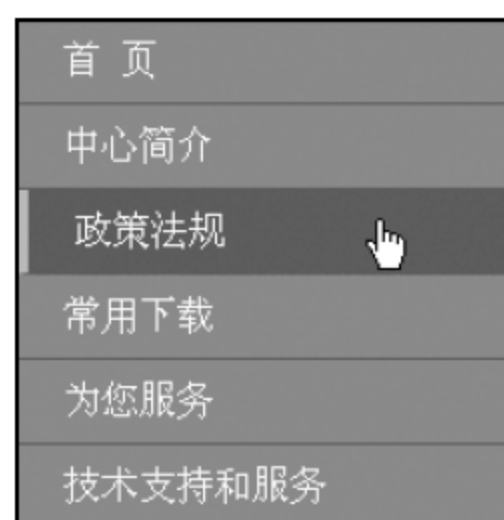 首 页
中心简介
政策法规
常用下载
为您服务
技术支持和服务